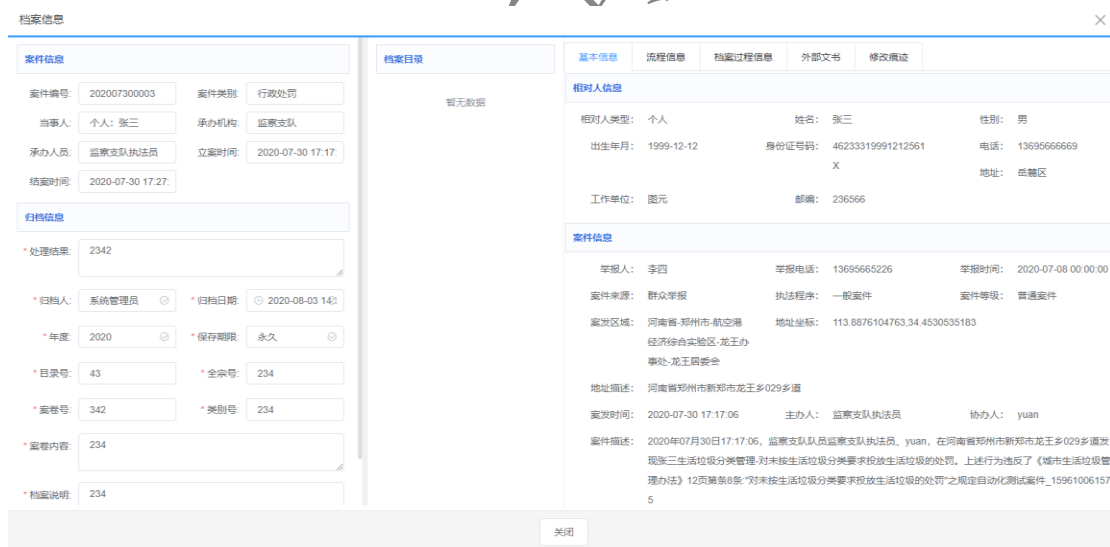 档案信息
案件信息
案件编号: 202007300003 案件类别: 行政处罚
当事人: 个人：张三 承办机构: 监察支队
承办人员: 监察支队执法员 立案时间: 2020-07-30 17:17:
结案时间: 2020-07-30 17:27:
归档信息
* 处理结果: 2342
* 归档人: 系统管理员 * 归档日期: 2020-08-03 14:
* 年度: 2020 * 保存期限: 永久
* 目录号: 43 * 全宗号: 234
* 案卷号: 342 * 类别号: 234
* 案卷内容: 234
* 档案说明: 234
档案目录
暂无数据
基本信息 流程信息 档案过程信息 外部文书 修改痕迹
相对人信息
相对人类型: 个人 姓名: 张三 性别: 男
出生年月: 1999-12-12 身份证号码: 46233319991212561 电话: 13695666669
X
地址: 岳麓区
工作单位: 图元 邮编: 236566
案件信息
举报人: 李四 举报电话: 13695665226 举报时间: 2020-07-08 00:00:00
案件来源: 群众举报 执法程序: 一般案件 案件等级: 普通案件
案发区域: 河南省-郑州市-航空港 地址坐标: 113.8876104763,34.4530535183
经济综合实验区-龙王办
事处-龙王居委会
地址描述: 河南省郑州市新郑市龙王乡029乡道
案发时间: 2020-07-30 17:17:06 主办人: 监察支队执法员 协办人: yuan
案件描述: 2020年07月30日17:17:06，监察支队队员监察支队执法员、yuan，在河南省郑州市新郑市龙王乡029乡道发
现张三生活垃圾分类管理-对未按生活垃圾分类要求投放生活垃圾的处罚。上述行为违反了《城市生活垃圾管
理办法》12页第条8条:"对未按生活垃圾分类要求投放生活垃圾的处罚"之规定自动化测试案件_15961006157
5
关闭